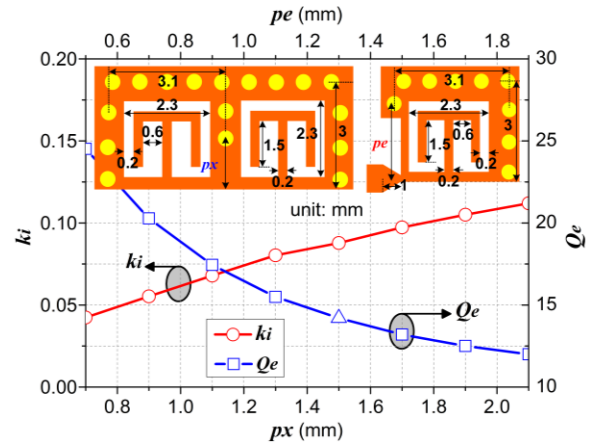 pe (mm)
0.6 0.8 1.0 1.2 1.4 1.6 1.8
0.20 30
3.1 3.1
2.3 2.3
0.6 0.6
1.5 2.3 3 1.5 3
0.15 pe 25
0.2 px 0.2
0.2 0.2 1
unit: mm
0.10 20
ki Qe
ki
0.05 Qe 15
ki
Qe
0.00 10
0.8 1.0 1.2 1.4 1.6 1.8 2.0
px (mm)